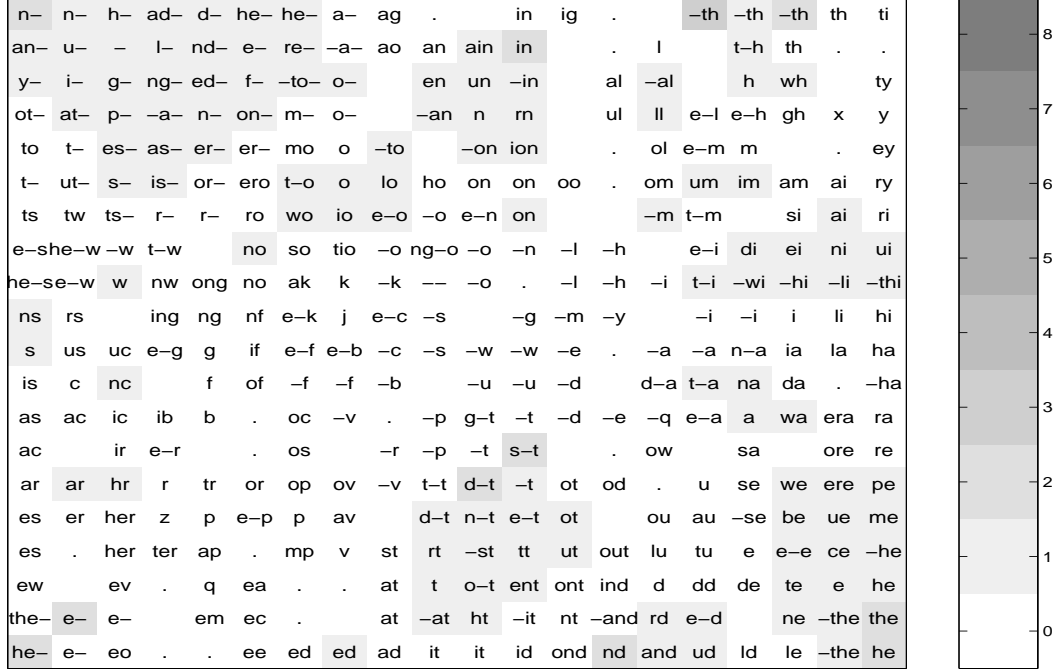 n– n– h– ad– d– he– he– a– ag . in ig . –th –th –th th ti
an– u– – l– nd– e– re– –a– ao an ain in . l t–h th . .
y– i– g– ng– ed– f– –to– o– en un –in al –al h wh ty
ot– at– p– –a– n– on– m– o– –an n rn ul ll e–l e–h gh x y
to t– es– as– er– er– mo o –to –on ion . ol e–m m . ey
t– ut– s– is– or– ero t–o o lo ho on on oo . om um im am ai ry
ts tw ts– r– r– ro wo io e–o –o e–n on –m t–m si ai ri
e–s he–w –w t–w no so tio –o ng–o –o –n –l –h e–i di ei ni ui
he–s e–w w nw ong no ak k –k –– –o . –l –h –i t–i –wi –hi –li –thi
ns rs ing ng nf e–k j e–c –s –g –m –y –i –i i li hi
s us uc e–g g if e–f e–b –c –s –w –w –e . –a –a n–a ia la ha
is c nc f of –f –f –b –u –u –d d–a t–a na da . –ha
as ac ic ib b . oc –v . –p g–t –t –d –e –q e–a a wa era ra
ac ir e–r . os –r –p –t s–t . ow sa ore re
ar ar hr r tr or op ov –v t–t d–t –t ot od . u se we ere pe
es er her z p e–p p av d–t n–t e–t ot ou au –se be ue me
es . her ter ap . mp v st rt –st tt ut out lu tu e e–e ce –he
ew ev . q ea . . at t o–t ent ont ind d dd de te e he
the– e– e– em ec . at –at ht –it nt –and rd e–d ne –the the
he– e– eo . . ee ed ed ad it it id ond nd and ud ld le –the he
8
7
6
5
4
3
2
1
0